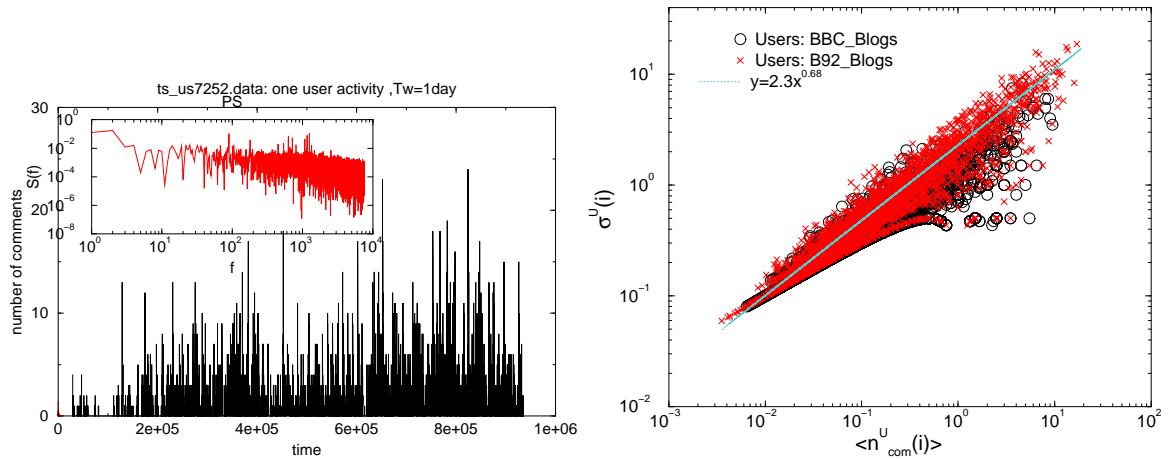 ts_us7252.data: one user activity ,Tw=1day
PS
30
20
10
0
number of comments
S(f)
10^0
10^-2
10^-4
10^-6
10^-8
10^0
10^1
10^2
10^3
10^4
f
0
2e+05
4e+05
6e+05
8e+05
1e+06
time
Users: BBC_Blogs
Users: B92_Blogs
y=2.3x^0.68
10^1
10^0
10^-1
10^-2
σ^U(i)
10^-3
10^-2
10^-1
10^0
10^1
10^2
<n^U_com(i)>